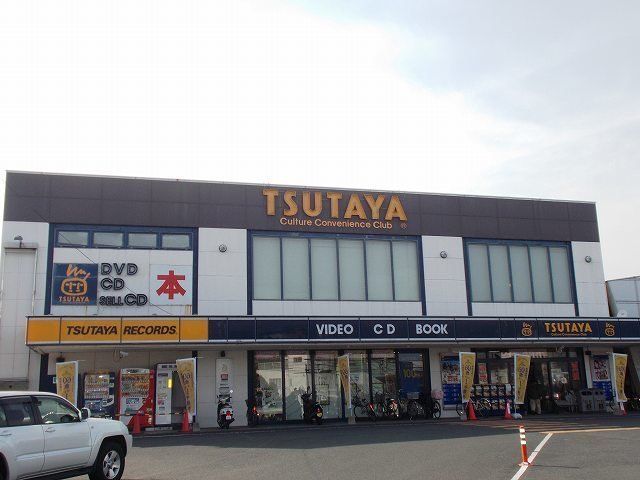 TSUTAYA
Culture Convenience Club ®
DVD
CD
SELL CD
本
TSUTAYA
TSUTAYA RECORDS
VIDEO CD BOOK
TSUTAYA